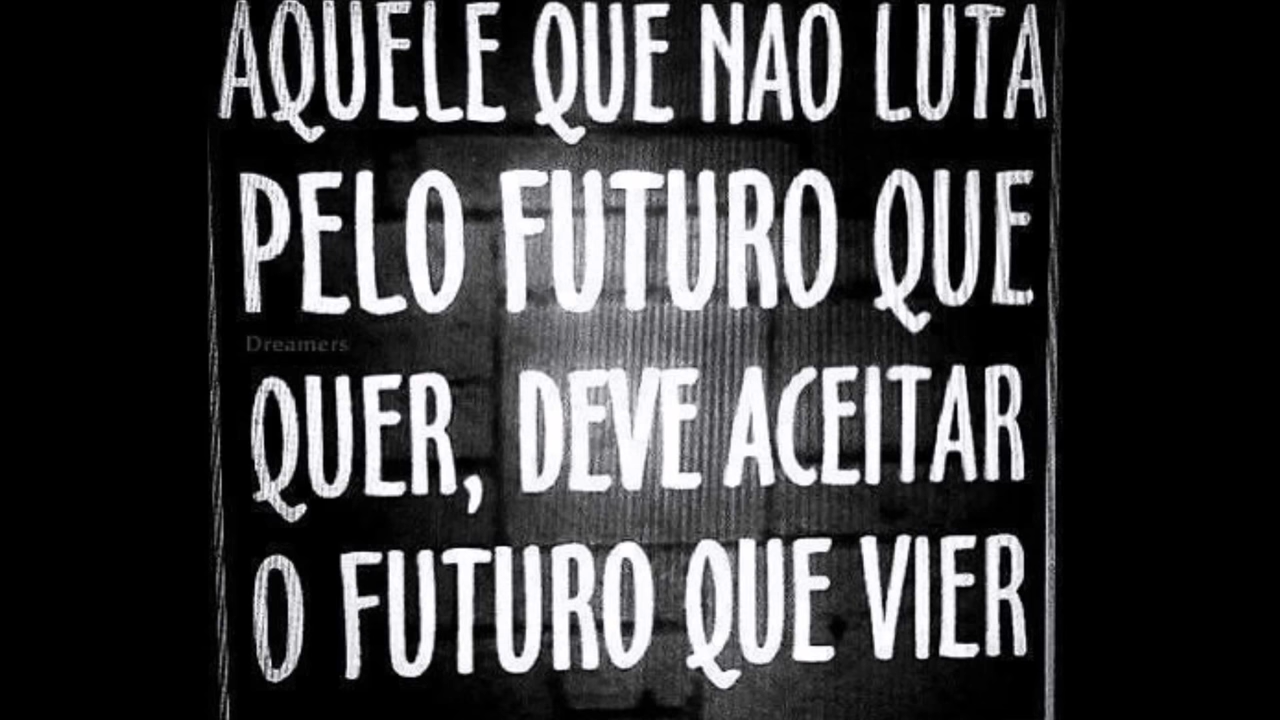 AQUELE QUE NAO LUTA
PELO FUTURO QUE
Dreamers
QUER, DEVE ACEITAR
O FUTURO QUE VIER